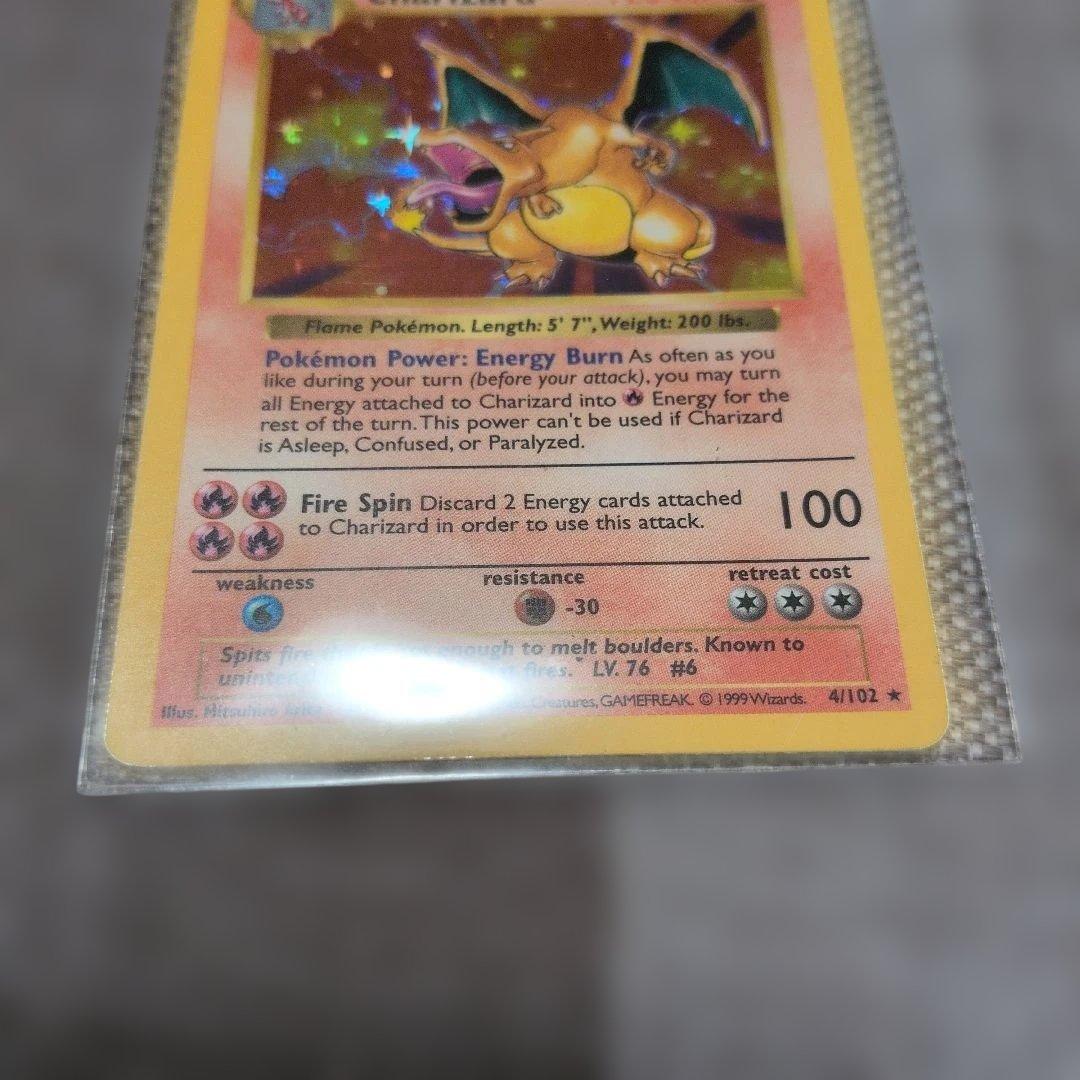 Charizard
Flame Pokémon. Length: 5' 7", Weight: 200 lbs.
Pokémon Power: Energy Burn As often as you
like during your turn (before your attack), you may turn
all Energy attached to Charizard into Energy for the
rest of the turn. This power can't be used if Charizard
is Asleep, Confused, or Paralyzed.
Fire Spin Discard 2 Energy cards attached
to Charizard in order to use this attack.
100
weakness
resistance
retreat cost
-30
Spits fire enough to melt boulders. Known to
fires. LV. 76 #6
Illus. Mitsuhiro Creatures, GAMEFREAK. © 1999 Wizards. 4/102 ★